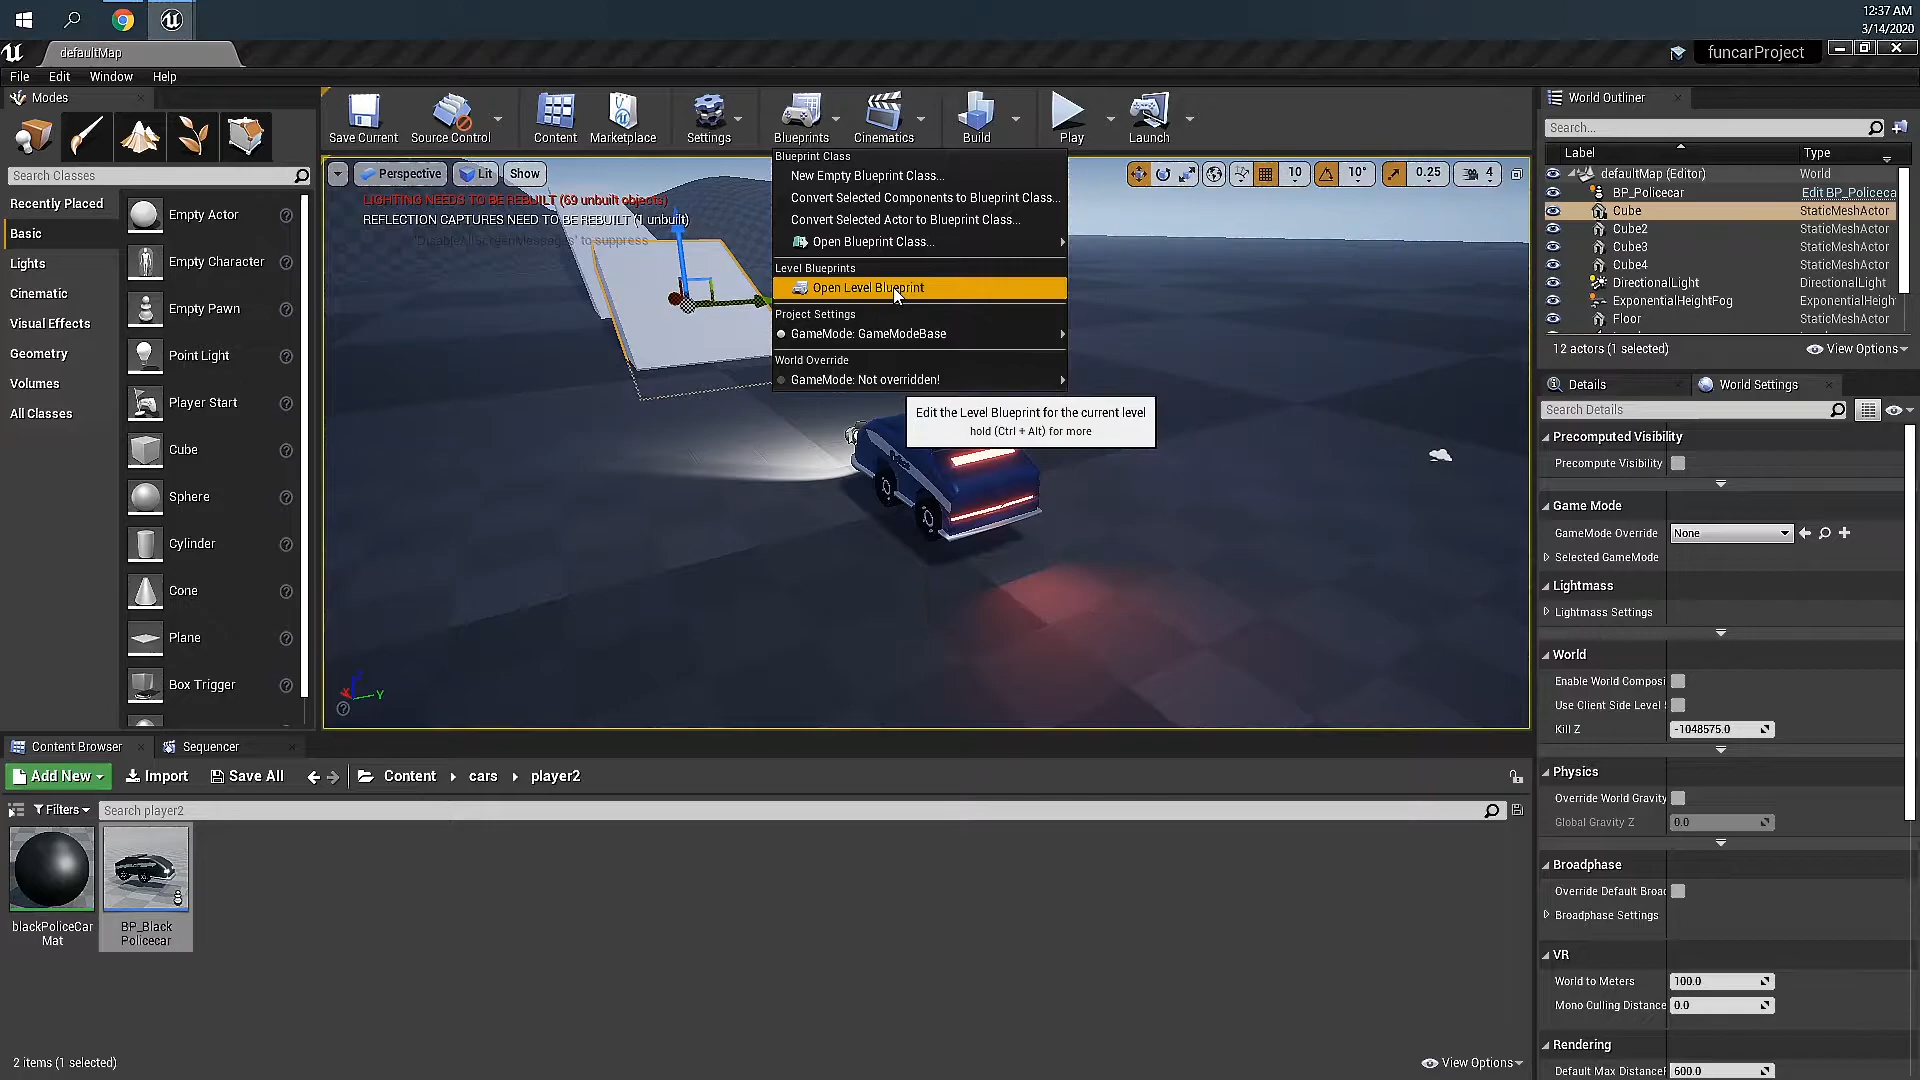 12:37 AM
3/14/2020
defaultMap
funcarProject
File Edit Window Help
Modes
Search Classes
Recently Placed
Basic
Lights
Cinematic
Visual Effects
Geometry
Volumes
All Classes
Empty Actor
Empty Character
Empty Pawn
Point Light
Player Start
Cube
Sphere
Cylinder
Cone
Plane
Box Trigger
Save Current Source Control Content Marketplace Settings Blueprints Cinematics Build Play Launch
Perspective Lit Show
10 10° 0.25 4
LIGHTING NEEDS TO BE REBUILT (69 unbuilt objects)
REFLECTION CAPTURES NEED TO BE REBUILT (1 unbuilt)
'DisableAllScreenMessages' to suppress
Blueprint Class
New Empty Blueprint Class...
Convert Selected Components to Blueprint Class...
Convert Selected Actor to Blueprint Class...
Open Blueprint Class...
Level Blueprints
Open Level Blueprint
Project Settings
GameMode: GameModeBase
World Override
GameMode: Not overridden!
Edit the Level Blueprint for the current level
hold (Ctrl + Alt) for more
X Y Z
World Outliner
Search...
Label Type
defaultMap (Editor) World
BP_Policecar Edit BP_Policeca
Cube StaticMeshActor
Cube2 StaticMeshActor
Cube3 StaticMeshActor
Cube4 StaticMeshActor
DirectionalLight DirectionalLight
ExponentialHeightFog ExponentialHeigh
Floor StaticMeshActor
12 actors (1 selected) View Options
Details World Settings
Search Details
Precomputed Visibility
Precompute Visibility
Game Mode
GameMode Override None
Selected GameMode
Lightmass
Lightmass Settings
World
Enable World Composi
Use Client Side Level
Kill Z -1048575.0
Physics
Override World Gravity
Global Gravity Z 0.0
Broadphase
Override Default Broad
Broadphase Settings
VR
World to Meters 100.0
Mono Culling Distance 0.0
Rendering
Default Max DistanceF 600.0
Content Browser Sequencer
Add New Import Save All Content cars player2
Filters Search player2
blackPoliceCar
Mat
BP_Black
Policecar
2 items (1 selected) View Options